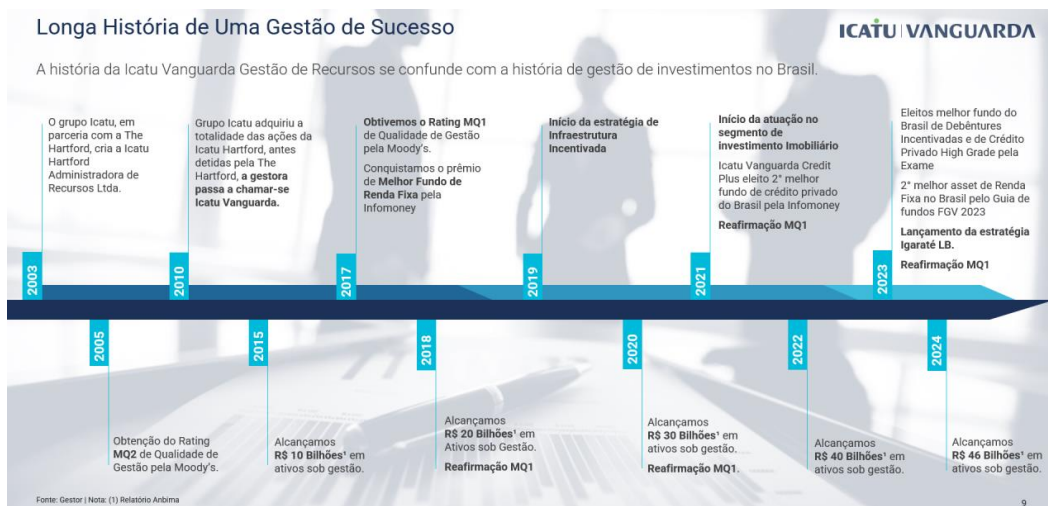 Longa História de Uma Gestão de Sucesso
ICATU VANGUARDA
A história da Icatu Vanguarda Gestão de Recursos se confunde com a história de gestão de investimentos no Brasil.
O grupo Icatu, em
parceria com a The
Hartford, cria a Icatu
Hartford
Administradora de
Recursos Ltda.
2003
Grupo Icatu adquiriu a
totalidade das ações da
Icatu Hartford, antes
detidas pela The
Hartford, a gestora
passa a chamar-se
Icatu Vanguarda.
2010
Obtivemos o Rating MQ1
de Qualidade de Gestão
pela Moody's.
Conquistamos o prêmio
de Melhor Fundo de
Renda Fixa pela
Infomoney
2017
Início da estratégia de
Infraestrutura
Incentivada
2019
Início da atuação no
segmento de
investimento Imobiliário
Icatu Vanguarda Credit
Plus eleito 2° melhor
fundo de crédito privado
do Brasil pela Infomoney
Reafirmação MQ1
2021
Eleitos melhor fundo do
Brasil de Debêntures
Incentivadas e de Crédito
Privado High Grade pela
Exame
2° melhor asset de Renda
Fixa no Brasil pelo Guia de
fundos FGV 2023
Lançamento da estratégia
Igaraté LB.
Reafirmação MQ1
2023
2005
Obtenção do Rating
MQ2 de Qualidade de
Gestão pela Moody's.
2015
Alcançamos
R$ 10 Bilhões¹ em
ativos sob gestão.
2018
Alcançamos
R$ 20 Bilhões¹ em
Ativos sob Gestão.
Reafirmação MQ1
2020
Alcançamos
R$ 30 Bilhões¹ em
ativos sob gestão.
Reafirmação MQ1.
2022
Alcançamos
R$ 40 Bilhões¹ em
ativos sob gestão.
2024
Alcançamos
R$ 46 Bilhões¹ em
ativos sob gestão.
Fonte: Gestor | Nota: (1) Relatório Anbima
9